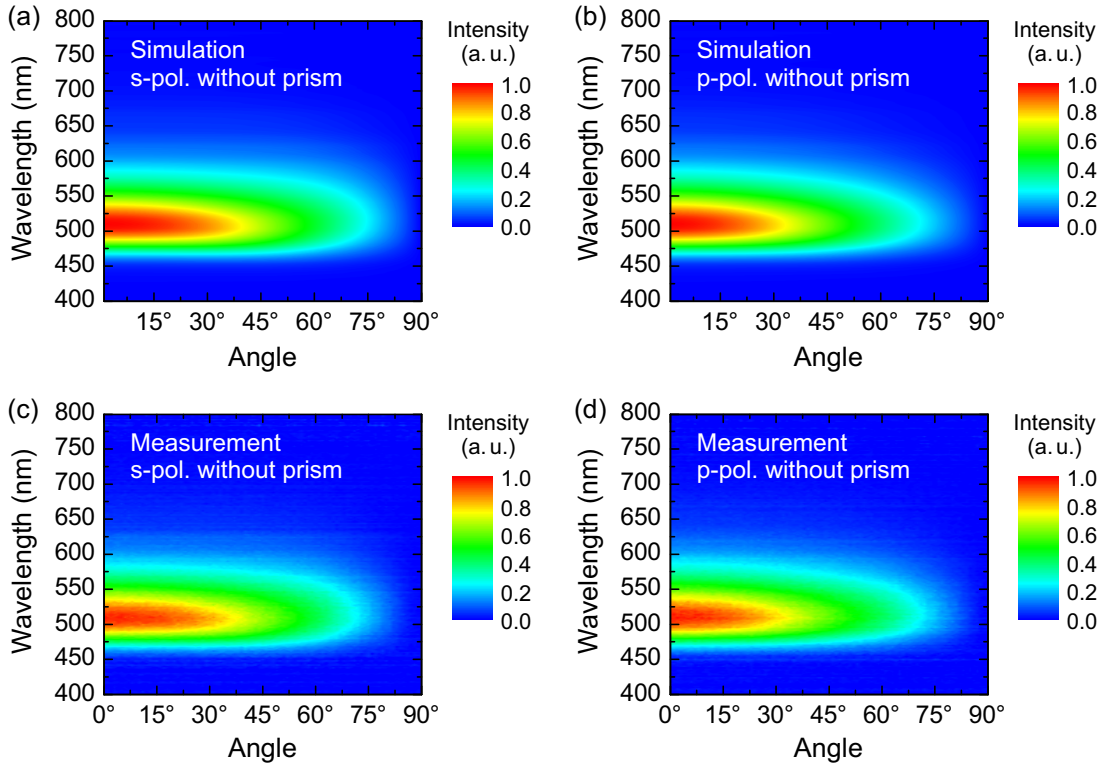 (a)
Simulation
s-pol. without prism
Wavelength (nm)
800
750
700
650
600
550
500
450
400
15° 30° 45° 60° 75° 90°
Angle
Intensity
(a. u.)
1.0
0.8
0.6
0.4
0.2
0.0
(b)
Simulation
p-pol. without prism
Wavelength (nm)
800
750
700
650
600
550
500
450
400
15° 30° 45° 60° 75° 90°
Angle
Intensity
(a. u.)
1.0
0.8
0.6
0.4
0.2
0.0
(c)
Measurement
s-pol. without prism
Wavelength (nm)
800
750
700
650
600
550
500
450
400
0° 15° 30° 45° 60° 75° 90°
Angle
Intensity
(a. u.)
1.0
0.8
0.6
0.4
0.2
0.0
(d)
Measurement
p-pol. without prism
Wavelength (nm)
800
750
700
650
600
550
500
450
400
0° 15° 30° 45° 60° 75° 90°
Angle
Intensity
(a. u.)
1.0
0.8
0.6
0.4
0.2
0.0